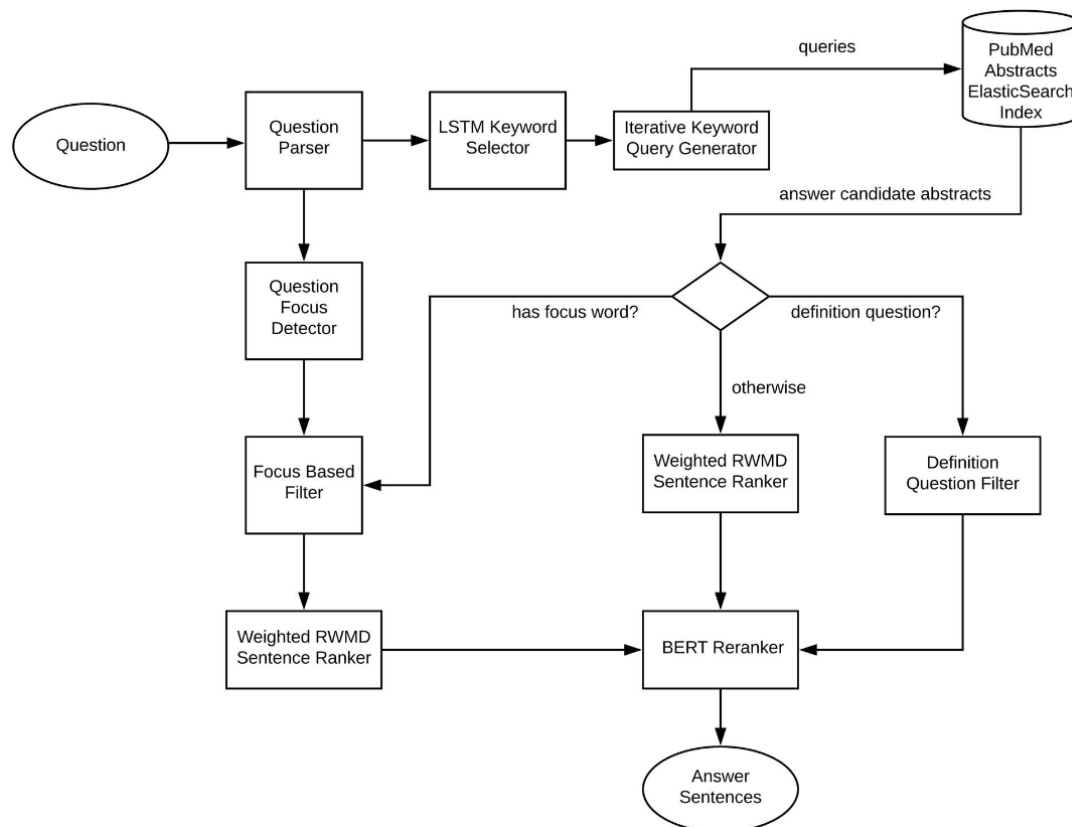 queries
PubMed
Abstracts
ElasticSearch
Index
Question
Question
Parser
LSTM Keyword
Selector
Iterative Keyword
Query Generator
answer candidate abstracts
Question
Focus
Detector
has focus word?
definition question?
otherwise
Focus Based
Filter
Weighted RWMD
Sentence Ranker
Definition
Question Filter
Weighted RWMD
Sentence Ranker
BERT Reranker
Answer
Sentences